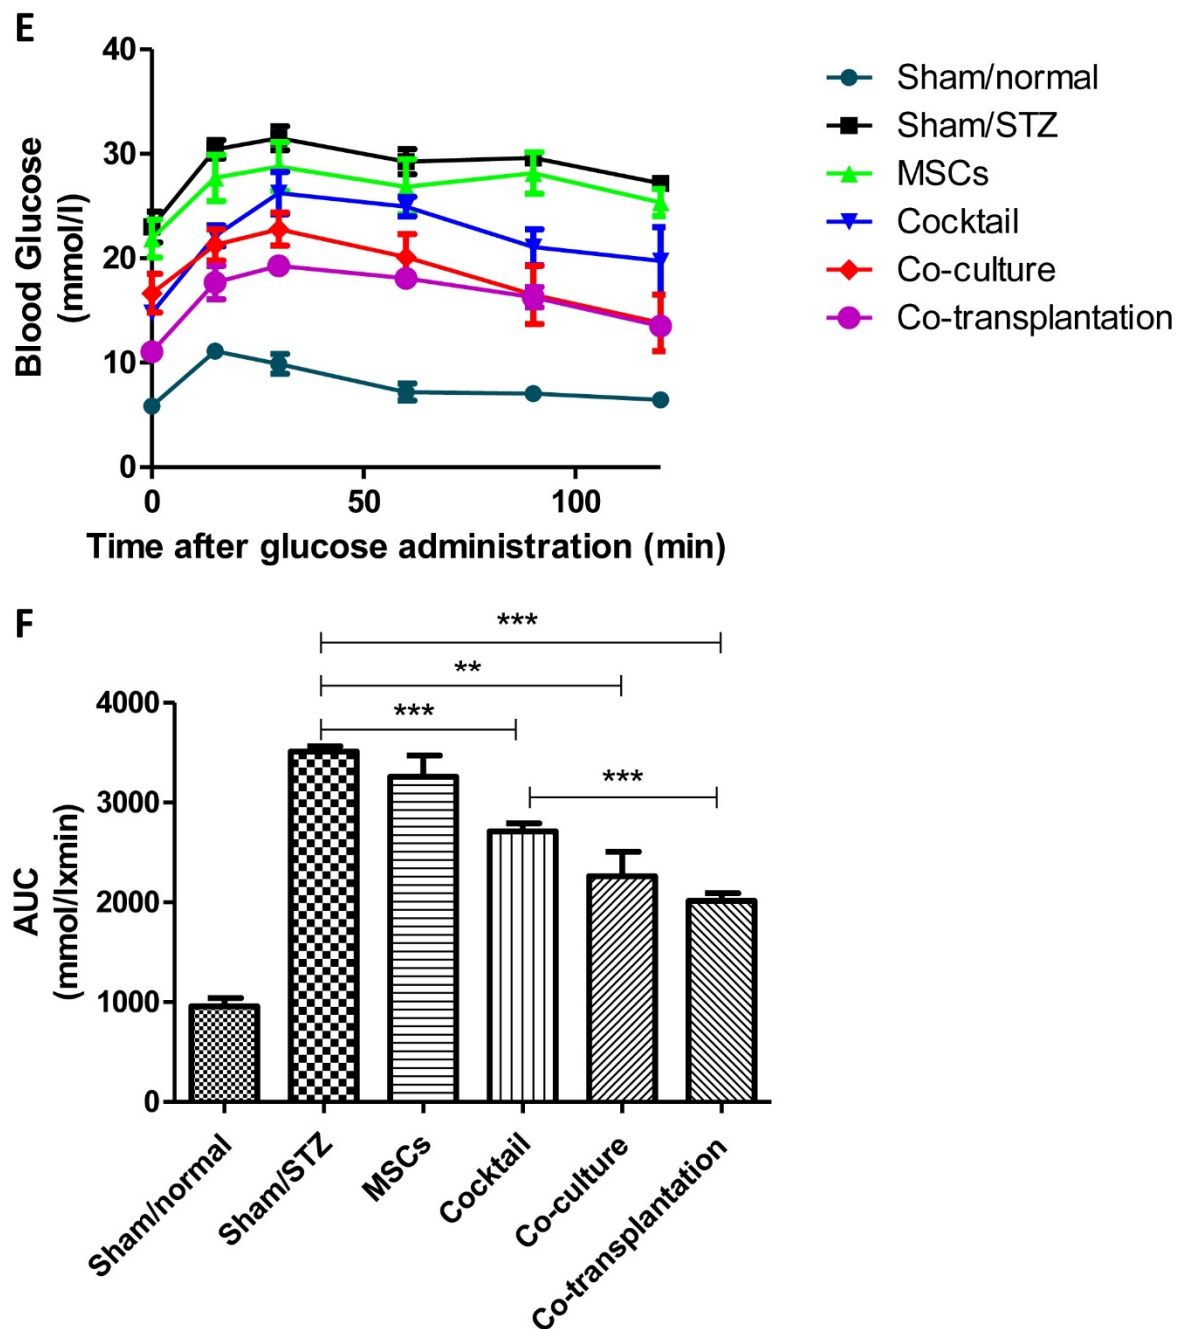 E
40
30
20
10
0
Blood Glucose
(mmol/l)
0 50 100
Time after glucose administration (min)
Sham/normal
Sham/STZ
MSCs
Cocktail
Co-culture
Co-transplantation
F
***
**
***
***
4000
3000
2000
1000
0
AUC
(mmol/lxmin)
Sham/normal
Sham/STZ
MSCs
Cocktail
Co-culture
Co-transplantation